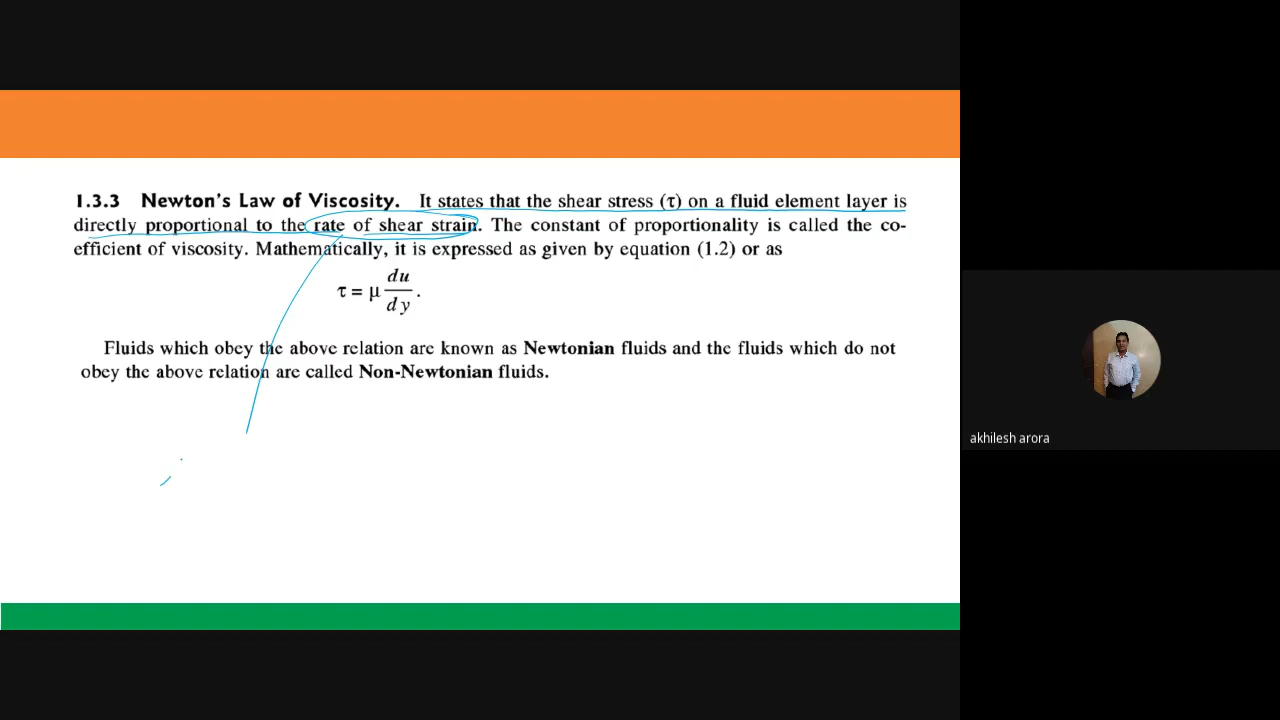 1.3.3 Newton's Law of Viscosity. It states that the shear stress (τ) on a fluid element layer is
directly proportional to the rate of shear strain. The constant of proportionality is called the co-
efficient of viscosity. Mathematically, it is expressed as given by equation (1.2) or as
τ = μ du/dy.
Fluids which obey the above relation are known as Newtonian fluids and the fluids which do not
obey the above relation are called Non-Newtonian fluids.
akhilesh arora